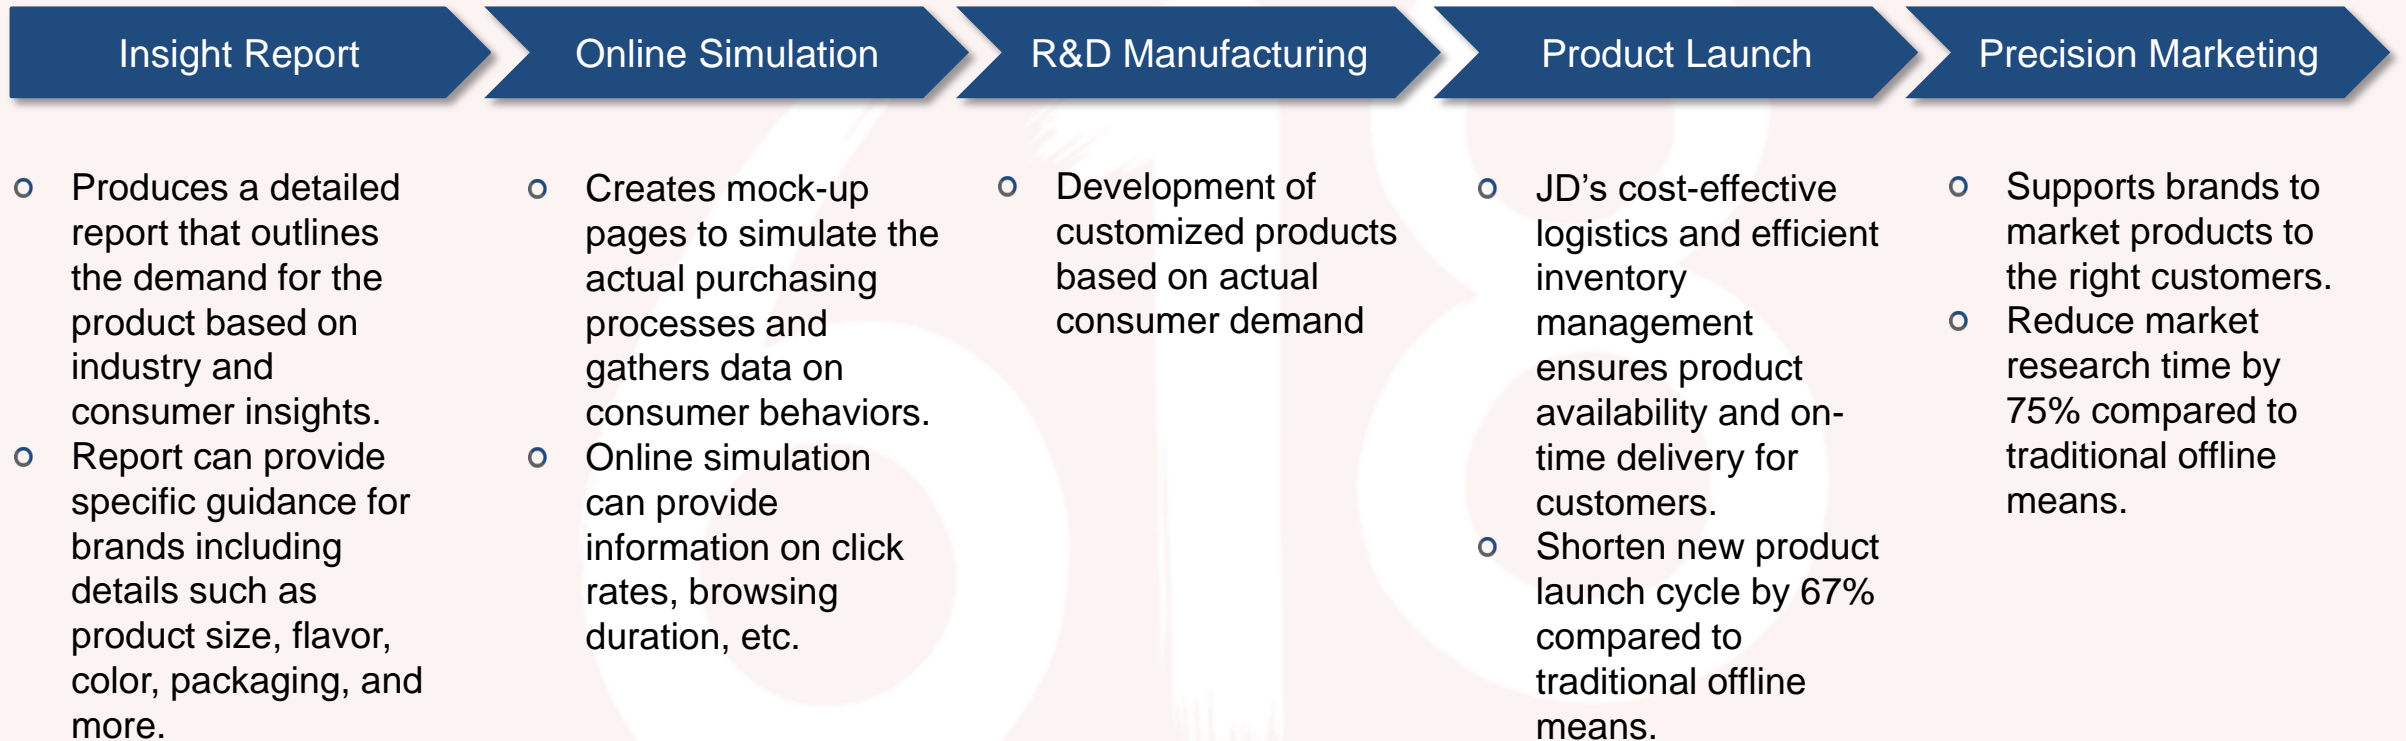 Insight Report
Online Simulation
R&D Manufacturing
Product Launch
Precision Marketing
Produces a detailed
report that outlines
the demand for the
product based on
industry and
consumer insights.
Report can provide
specific guidance for
brands including
details such as
product size, flavor,
color, packaging, and
more.
Creates mock-up
pages to simulate the
actual purchasing
processes and
gathers data on
consumer behaviors.
Online simulation
can provide
information on click
rates, browsing
duration, etc.
Development of
customized products
based on actual
consumer demand
JD’s cost-effective
logistics and efficient
inventory
management
ensures product
availability and on-
time delivery for
customers.
Shorten new product
launch cycle by 67%
compared to
traditional offline
means.
Supports brands to
market products to
the right customers.
Reduce market
research time by
75% compared to
traditional offline
means.
618